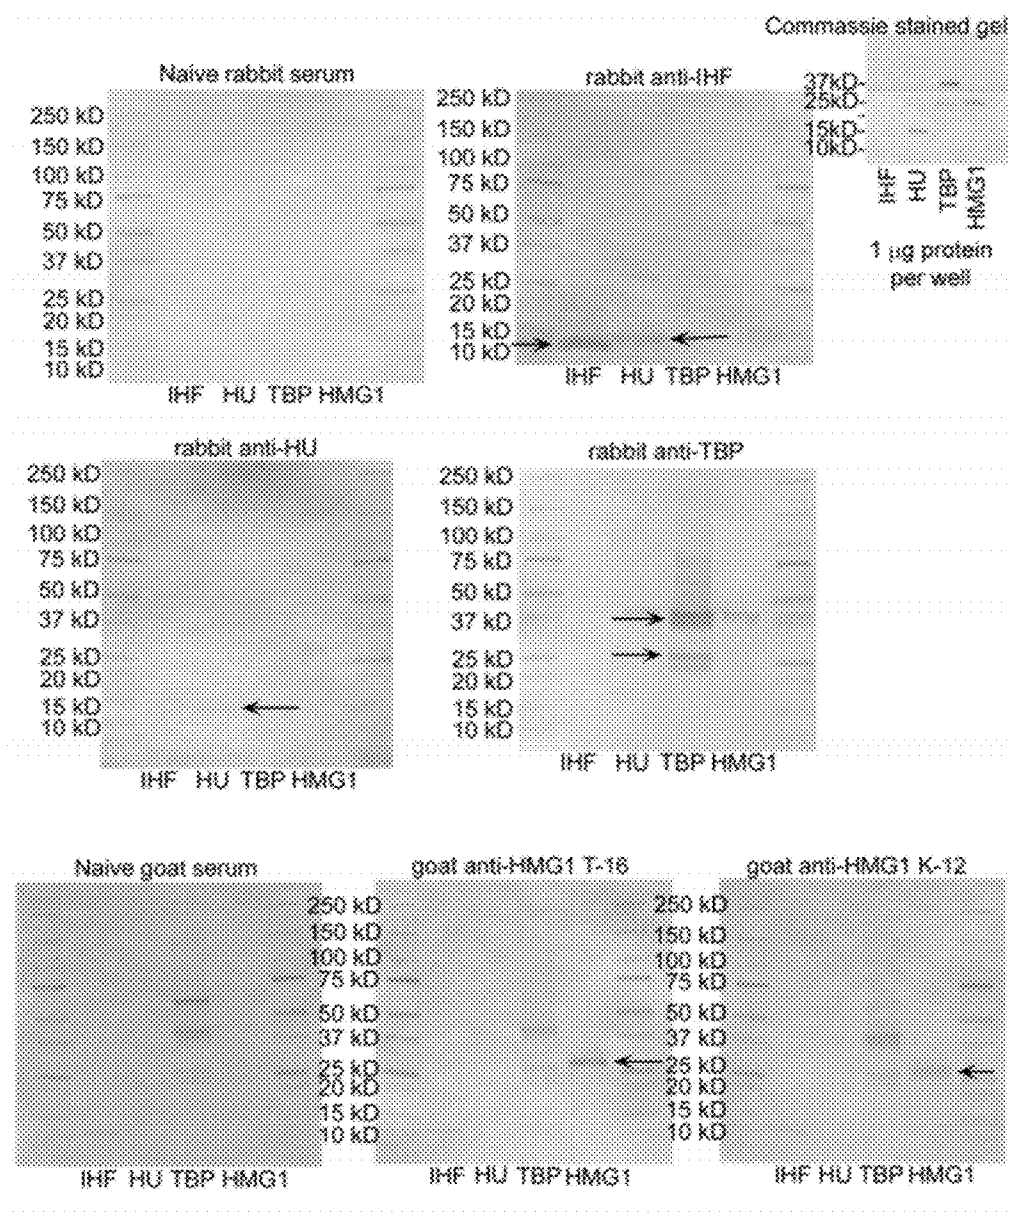 Commassie stained gel
37kD-
25kD-
15kD-
10kD-
IHF
HU
TBP
HMG1
1 µg protein
per well
Naive rabbit serum
250 kD
150 kD
100 kD
75 kD
50 kD
37 kD
25 kD
20 kD
15 kD
10 kD
IHF HU TBP HMG1
rabbit anti-IHF
250 kD
150 kD
100 kD
75 kD
50 kD
37 kD
25 kD
20 kD
15 kD
10 kD
IHF HU TBP HMG1
rabbit anti-HU
250 kD
150 kD
100 kD
75 kD
50 kD
37 kD
25 kD
20 kD
15 kD
10 kD
IHF HU TBP HMG1
rabbit anti-TBP
250 kD
150 kD
100 kD
75 kD
50 kD
37 kD
25 kD
20 kD
15 kD
10 kD
IHF HU TBP HMG1
Naive goat serum
IHF HU TBP HMG1
goat anti-HMG1 T-16
250 kD
150 kD
100 kD
75 kD
50 kD
37 kD
25 kD
20 kD
15 kD
10 kD
IHF HU TBP HMG1
goat anti-HMG1 K-12
250 kD
150 kD
100 kD
75 kD
50 kD
37 kD
25 kD
20 kD
15 kD
10 kD
IHF HU TBP HMG1